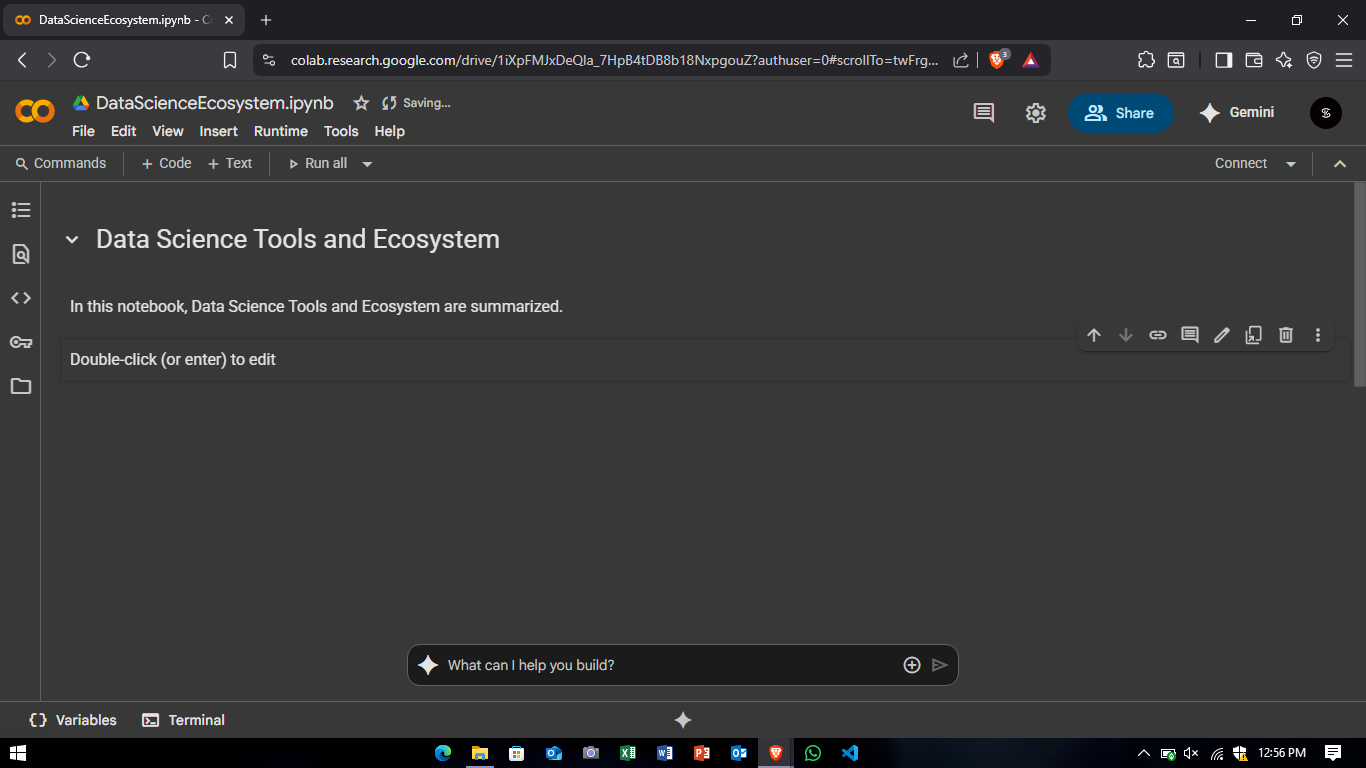 DataScienceEcosystem.ipynb - C
colab.research.google.com/drive/1iXpFMJxDeQIa_7HpB4tDB8b18NxpgouZ?authuser=0#scrollTo=twFrg...
3
DataScienceEcosystem.ipynb
Saving...
File Edit View Insert Runtime Tools Help
Share
Gemini
Commands + Code + Text Run all
Connect
Data Science Tools and Ecosystem
In this notebook, Data Science Tools and Ecosystem are summarized.
Double-click (or enter) to edit
What can I help you build?
Variables Terminal
12:56 PM